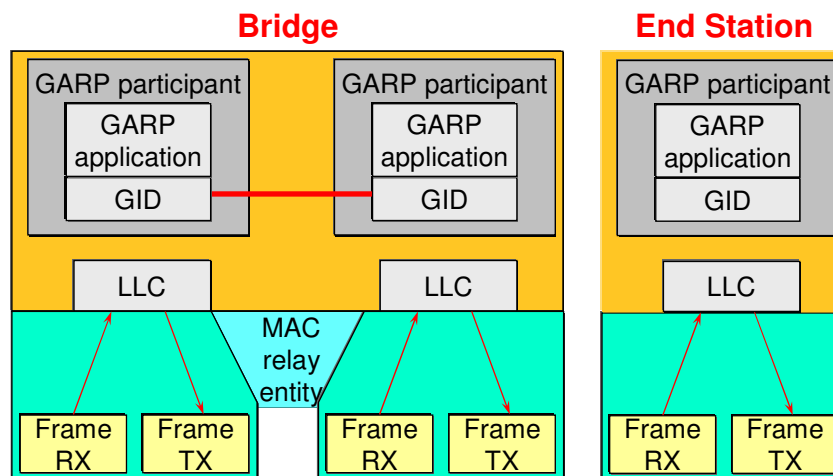 Bridge
End Station
GARP participant
GARP
application
GID
GARP participant
GARP
application
GID
GARP participant
GARP
application
GID
LLC
LLC
LLC
MAC
relay
entity
Frame
RX
Frame
TX
Frame
RX
Frame
TX
Frame
RX
Frame
TX